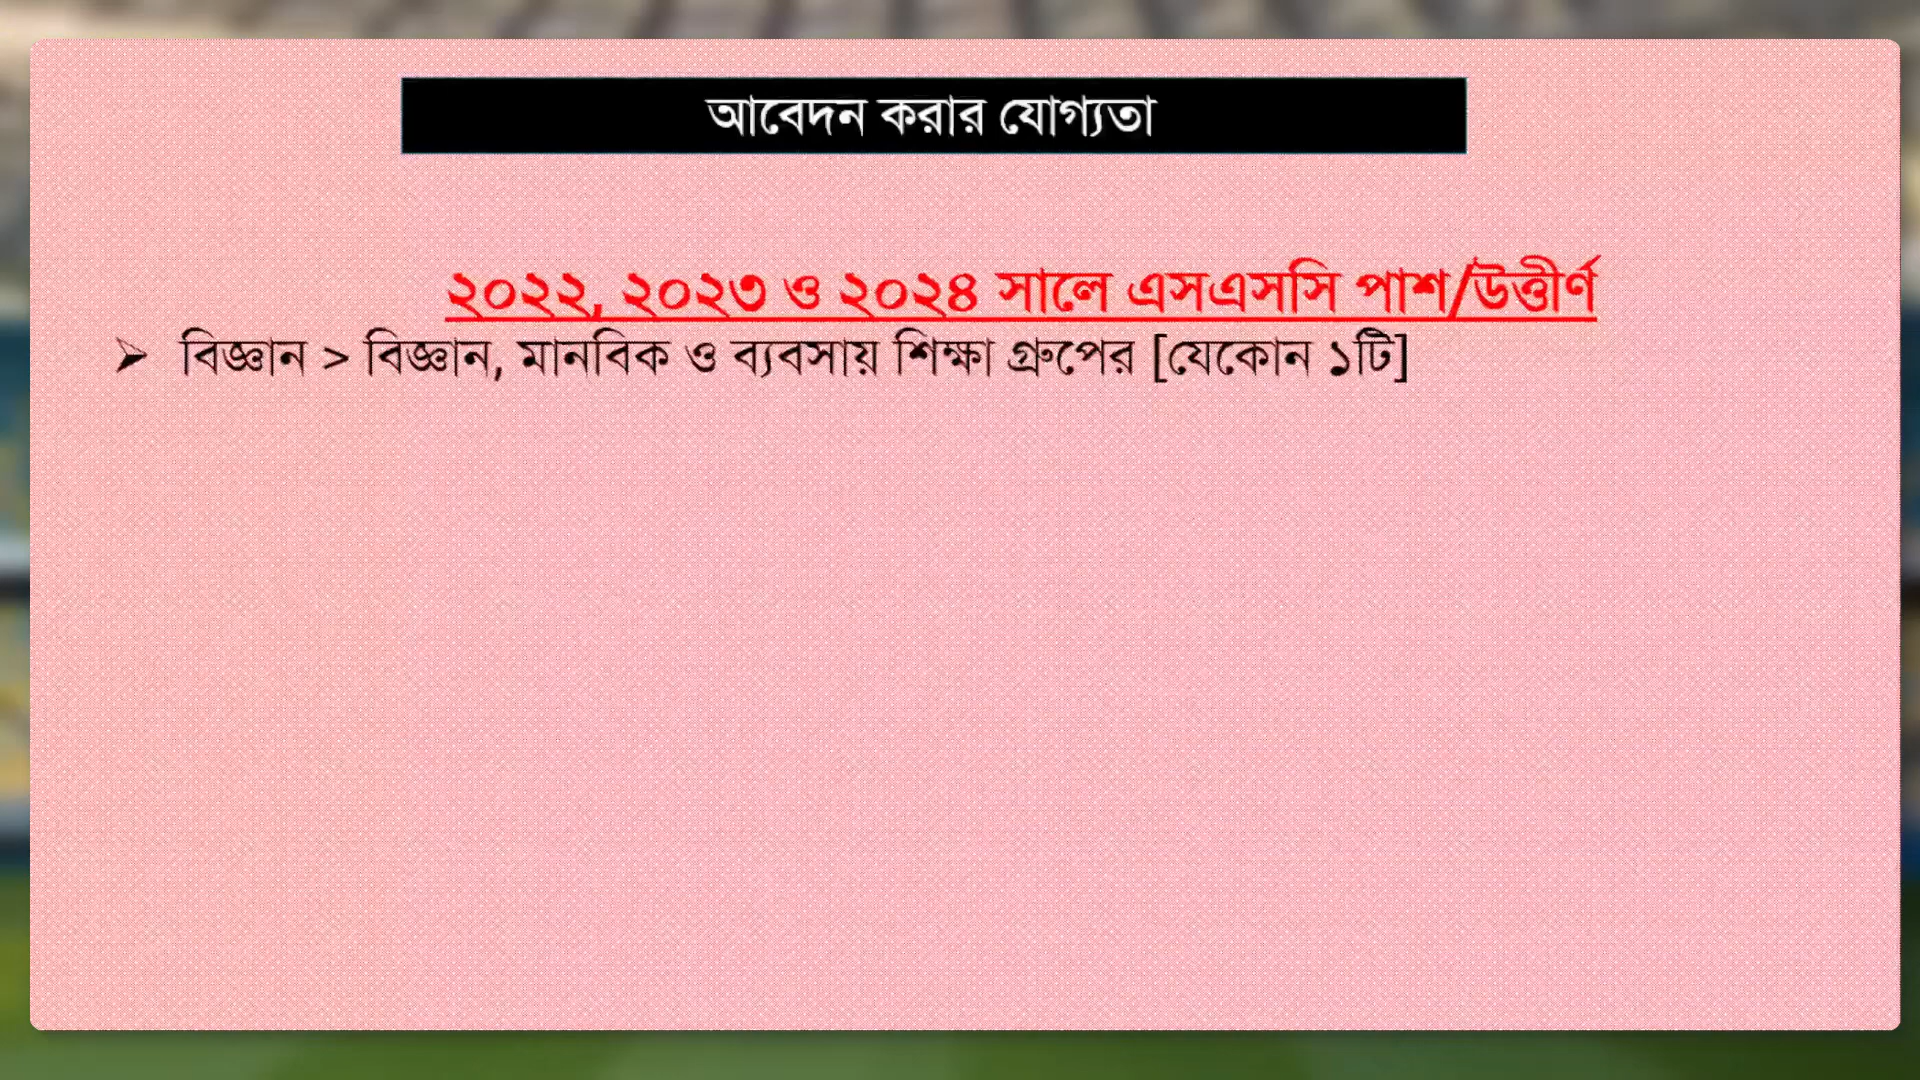 আবেদন করার যোগ্যতা
২০২২, ২০২৩ ও ২০২৪ সালে এসএসসি পাশ/উত্তীর্ণ
➢ বিজ্ঞান > বিজ্ঞান, মানবিক ও ব্যবসায় শিক্ষা গ্রুপের [যেকোন ১টি]